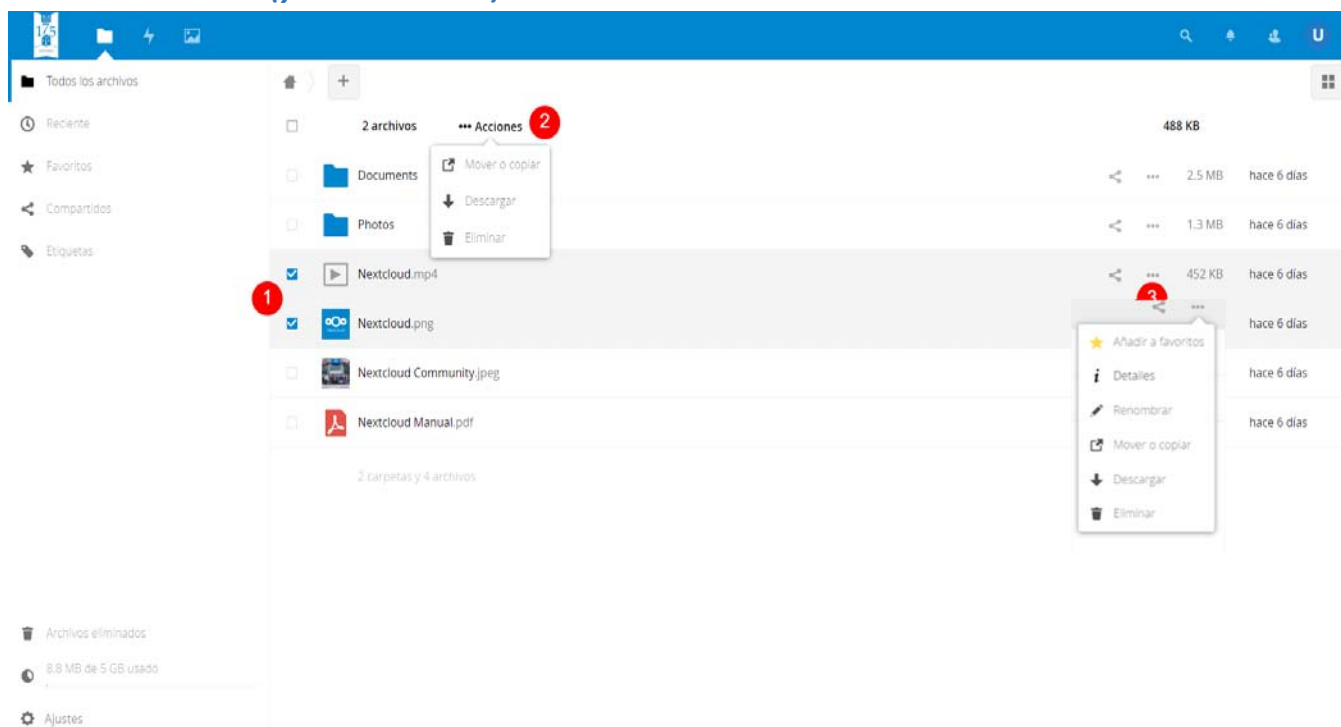 175
U
Todos los archivos
+
Reciente
2 archivos ••• Acciones 2 488 KB
Favoritos
Mover o copiar
Documents 2.5 MB hace 6 días
Descargar
Compartidos
Photos 1.3 MB hace 6 días
Eliminar
Etiquetas
Nextcloud.mp4 452 KB hace 6 días
1
3
Nextcloud.png hace 6 días
Añadir a favoritos
Nextcloud Community.jpeg hace 6 días
i Detalles
Renombrar
Nextcloud Manual.pdf hace 6 días
Mover o copiar
2 carpetas y 4 archivos
Descargar
Eliminar
Archivos eliminados
8.8 MB de 5 GB usado
Ajustes